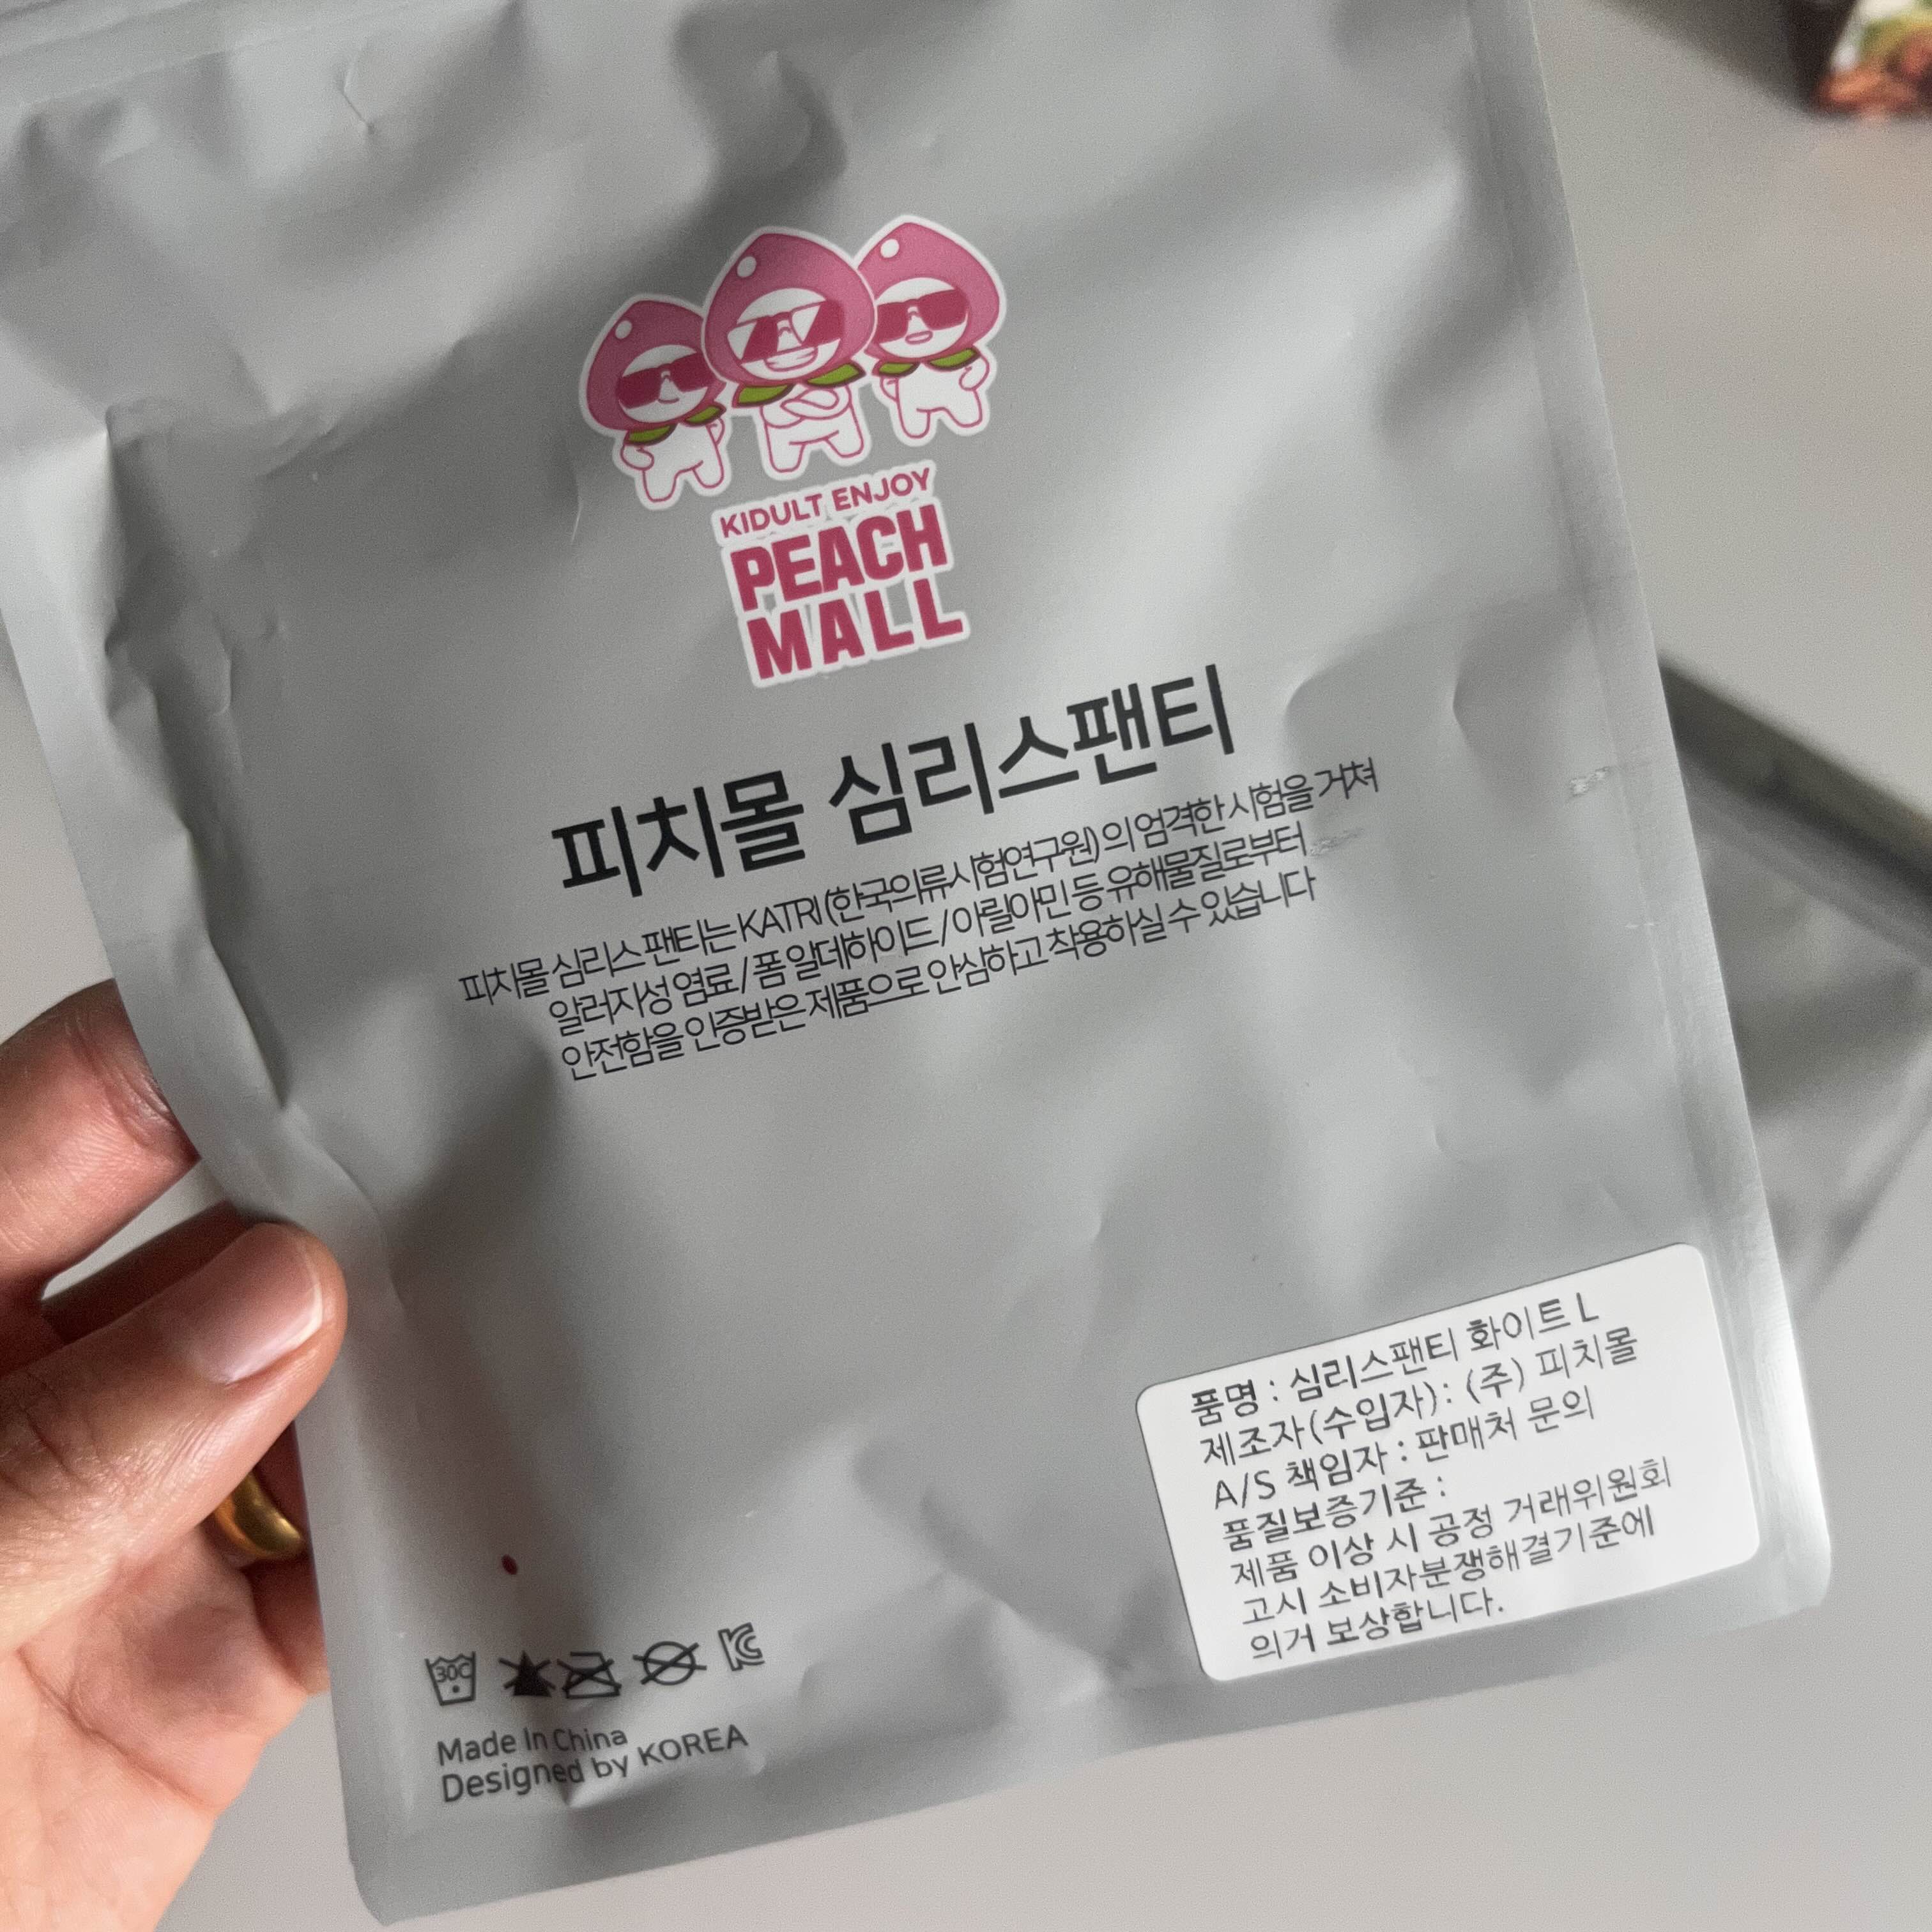 KIDULT ENJOY
PEACH
MALL
피치몰 심리스팬티
피치몰 심리스 팬티는 KATRI (한국의류시험연구원) 의 엄격한 시험을 거쳐
알러지성 염료 / 폼 알데하이드 / 아릴아민 등 유해물질로부터
안전함을 인증받은 제품으로 안심하고 착용하실 수 있습니다
품명 : 심리스팬티 화이트 L
제조자(수입자): (주) 피치몰
A/S 책임자 : 판매처 문의
품질보증기준 :
제품 이상 시 공정 거래위원회
고시 소비자분쟁해결기준에
의거 보상합니다.
30C
Made In China
Designed by KOREA